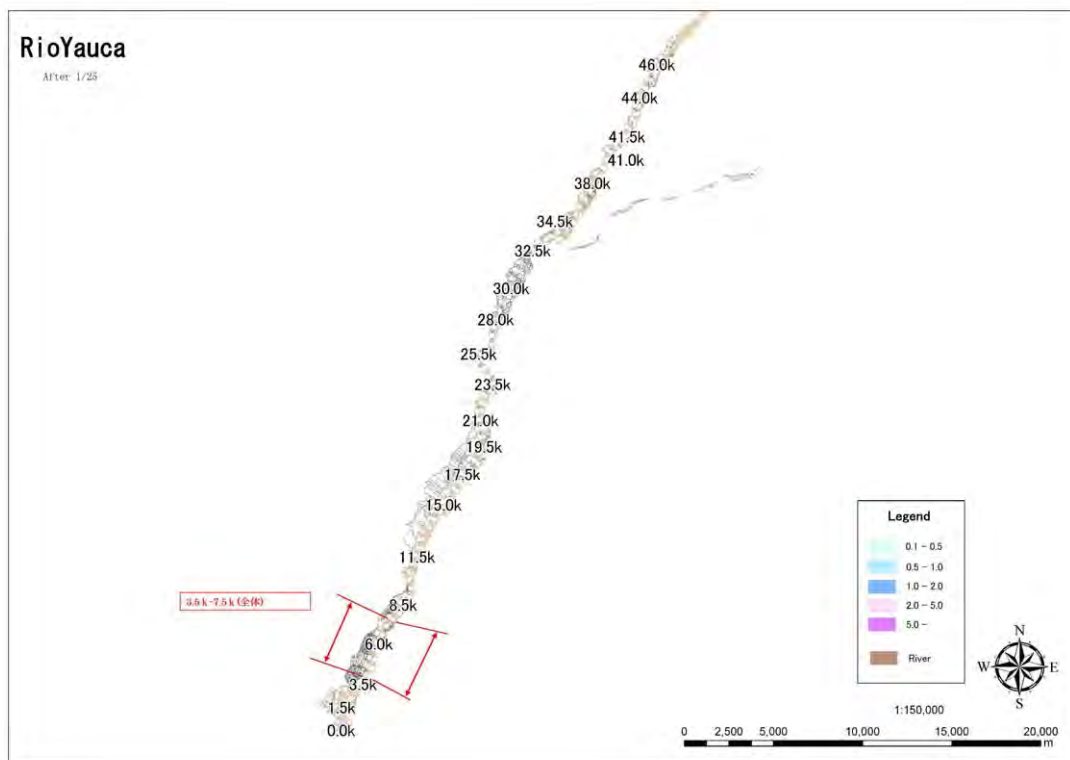 RioYauca
After 1/25
46.0k
44.0k
41.5k
41.0k
38.0k
34.5k
32.5k
30.0k
28.0k
25.5k
23.5k
21.0k
19.5k
17.5k
15.0k
11.5k
3.5k-7.5k(全体)
8.5k
6.0k
3.5k
1.5k
0.0k
Legend
0.1 - 0.5
0.5 - 1.0
1.0 - 2.0
2.0 - 5.0
5.0 -
River
N
W E
S
1:150,000
0 2,500 5,000 10,000 15,000 20,000
m